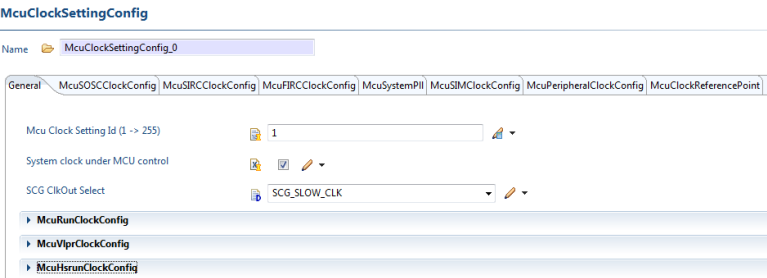 McuClockSettingConfig
Name McuClockSettingConfig_0
General McuSOSCClockConfig McuSIRCClockConfig McuFIRCClockConfig McuSystemPll McuSIMClockConfig McuPeripheralClockConfig McuClockReferencePoint
Mcu Clock Setting Id (1 -> 255) 1
System clock under MCU control
SCG ClkOut Select SCG_SLOW_CLK
McuRunClockConfig
McuVlprClockConfig
McuHsrunClockConfig